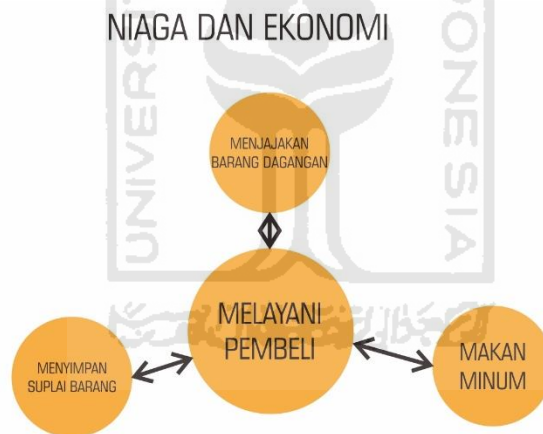 NIAGA DAN EKONOMI
MENJAJAKAN
BARANG DAGANGAN
MELAYANI
PEMBELI
MENYIMPAN
SUPLAI BARANG
MAKAN
MINUM